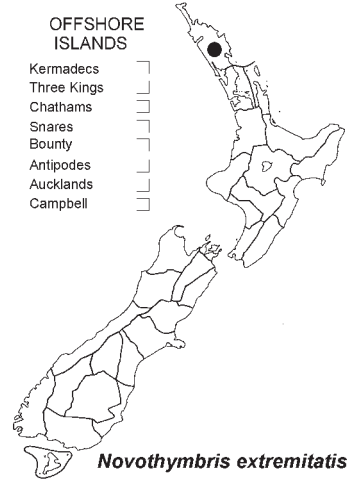 OFFSHORE
ISLANDS
Kermadecs
Three Kings
Chathams
Snares
Bounty
Antipodes
Aucklands
Campbell
Novothymbris extremitatis